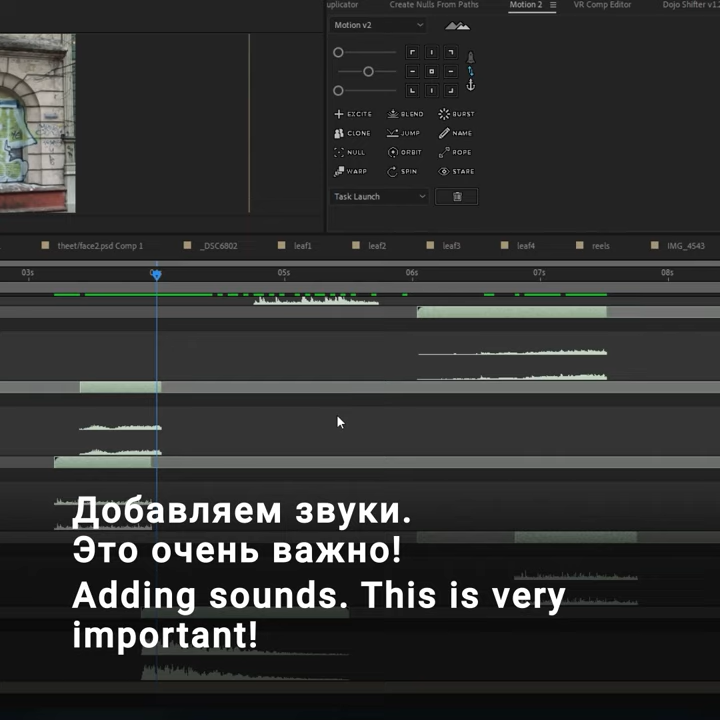 uplicator Create Nulls From Paths Motion 2 VR Comp Editor Dojo Shifter v1.2
Motion v2
EXCITE BLEND BURST
CLONE JUMP NAME
NULL ORBIT ROPE
WARP SPIN STARE
Task Launch
theet/face2.psd Comp 1 _DSC6802 leaf1 leaf2 leaf3 leaf4 reels IMG_4543
03s 05s 06s 07s 08s
Добавляем звуки.
Это очень важно!
Adding sounds. This is very
important!